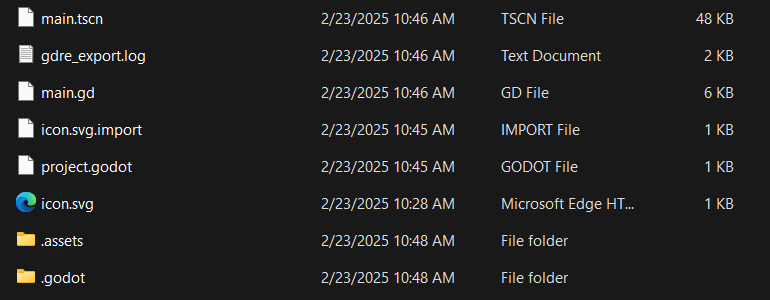 main.tscn 2/23/2025 10:46 AM TSCN File 48 KB
gdre_export.log 2/23/2025 10:46 AM Text Document 2 KB
main.gd 2/23/2025 10:46 AM GD File 6 KB
icon.svg.import 2/23/2025 10:45 AM IMPORT File 1 KB
project.godot 2/23/2025 10:45 AM GODOT File 1 KB
icon.svg 2/23/2025 10:28 AM Microsoft Edge HT... 1 KB
.assets 2/23/2025 10:48 AM File folder
.godot 2/23/2025 10:48 AM File folder